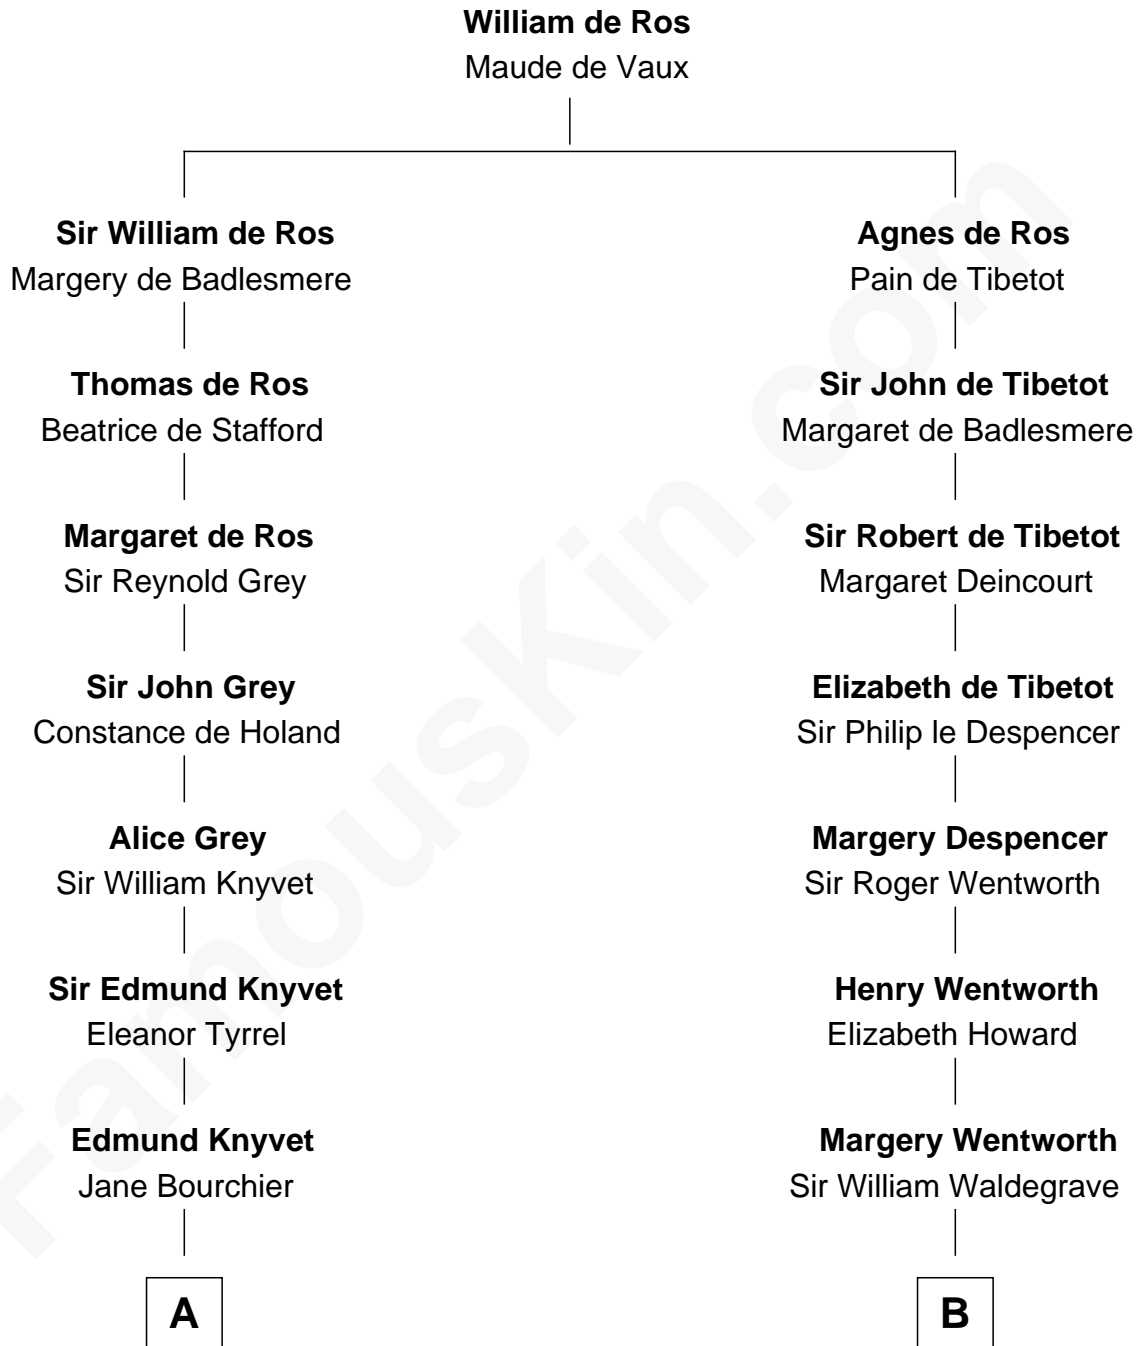 William de Ros
Maude de Vaux
Sir William de Ros
Margery de Badlesmere
Agnes de Ros
Pain de Tibetot
Thomas de Ros
Beatrice de Stafford
Sir John de Tibetot
Margaret de Badlesmere
Margaret de Ros
Sir Reynold Grey
Sir Robert de Tibetot
Margaret Deincourt
Sir John Grey
Constance de Holand
Elizabeth de Tibetot
Sir Philip le Despencer
Alice Grey
Sir William Knyvet
Margery Despencer
Sir Roger Wentworth
Sir Edmund Knyvet
Eleanor Tyrrel
Henry Wentworth
Elizabeth Howard
Edmund Knyvet
Jane Bourchier
Margery Wentworth
Sir William Waldegrave
A
B
FamousKin.com